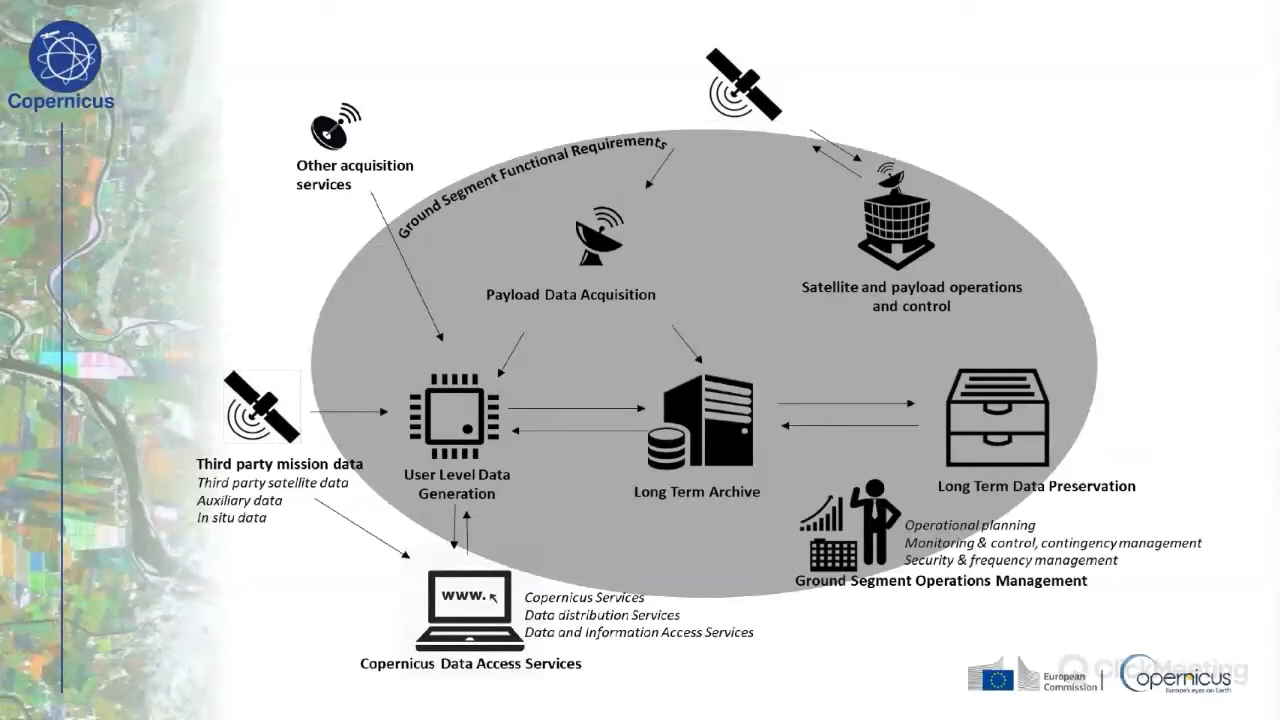 Copernicus
Other acquisition
services
Ground Segment Functional Requirements
Payload Data Acquisition
Satellite and payload operations
and control
Third party mission data
Third party satellite data
Auxiliary data
In situ data
User Level Data
Generation
Long Term Archive
Long Term Data Preservation
Operational planning
Monitoring & control, contingency management
Security & frequency management
Ground Segment Operations Management
www.
Copernicus Services
Data distribution Services
Data and Information Access Services
Copernicus Data Access Services
European
Commission
Copernicus
Europe's eyes on Earth
ClickMeeting